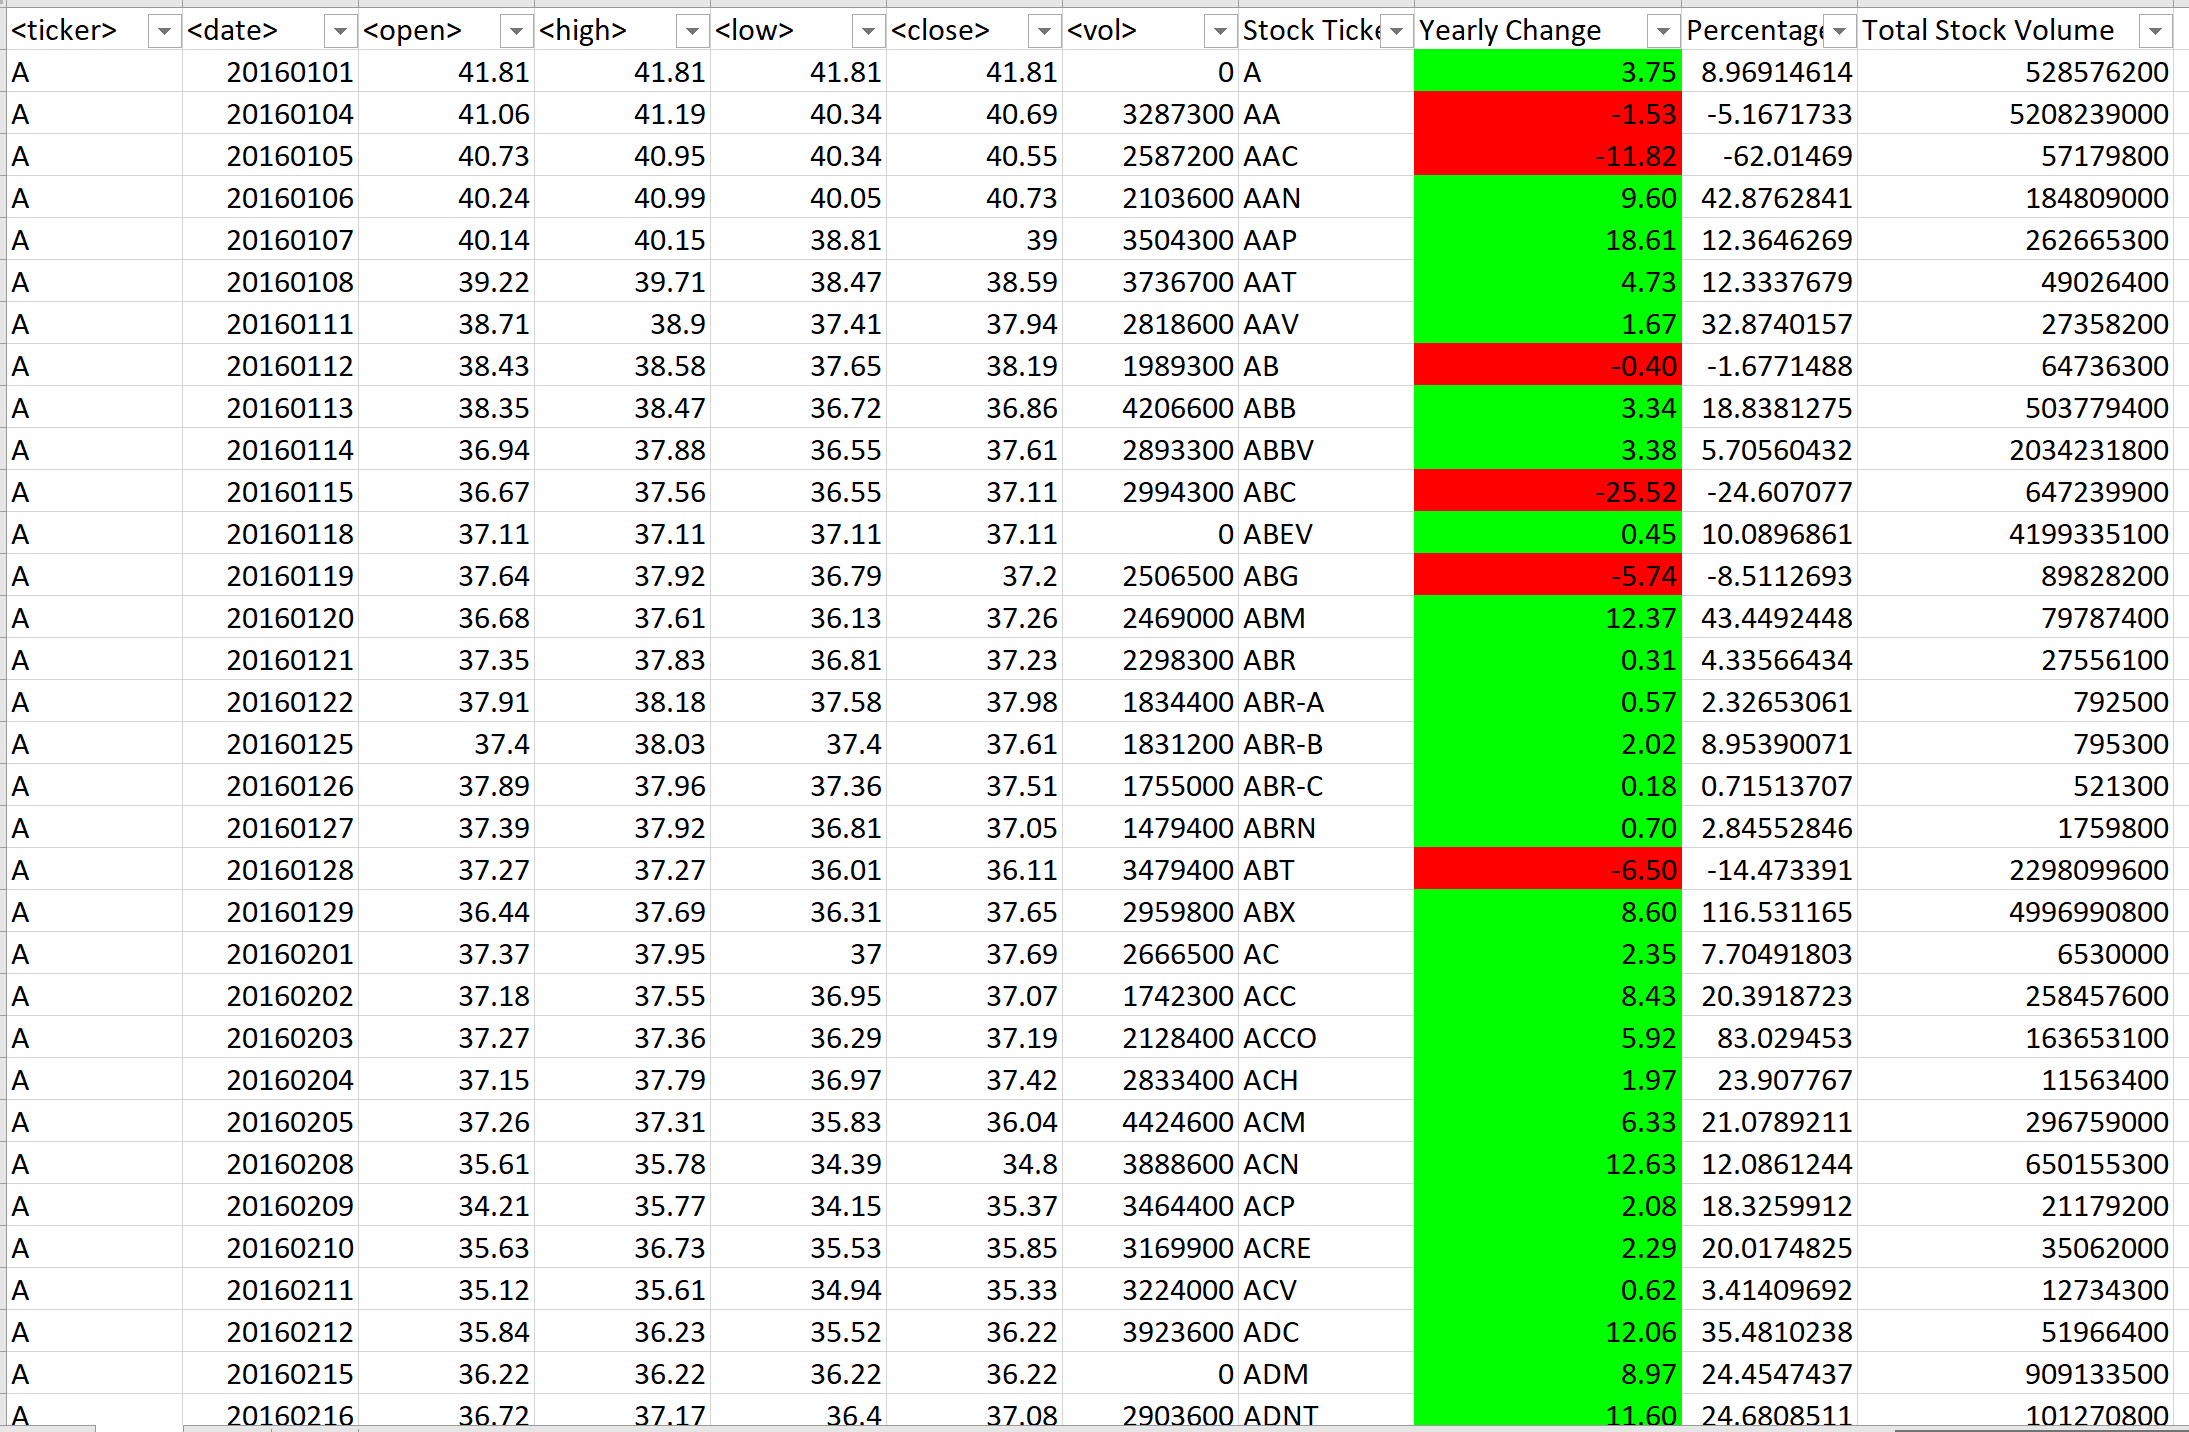 <ticker> <date> <open> <high> <low> <close> <vol> Stock Ticke Yearly Change Percentage Total Stock Volume
A 20160101 41.81 41.81 41.81 41.81 0 A 3.75 8.96914614 528576200
A 20160104 41.06 41.19 40.34 40.69 3287300 AA -1.53 -5.1671733 5208239000
A 20160105 40.73 40.95 40.34 40.55 2587200 AAC -11.82 -62.01469 57179800
A 20160106 40.24 40.99 40.05 40.73 2103600 AAN 9.60 42.8762841 184809000
A 20160107 40.14 40.15 38.81 39 3504300 AAP 18.61 12.3646269 262665300
A 20160108 39.22 39.71 38.47 38.59 3736700 AAT 4.73 12.3337679 49026400
A 20160111 38.71 38.9 37.41 37.94 2818600 AAV 1.67 32.8740157 27358200
A 20160112 38.43 38.58 37.65 38.19 1989300 AB -0.40 -1.6771488 64736300
A 20160113 38.35 38.47 36.72 36.86 4206600 ABB 3.34 18.8381275 503779400
A 20160114 36.94 37.88 36.55 37.61 2893300 ABBV 3.38 5.70560432 2034231800
A 20160115 36.67 37.56 36.55 37.11 2994300 ABC -25.52 -24.607077 647239900
A 20160118 37.11 37.11 37.11 37.11 0 ABEV 0.45 10.0896861 4199335100
A 20160119 37.64 37.92 36.79 37.2 2506500 ABG -5.74 -8.5112693 89828200
A 20160120 36.68 37.61 36.13 37.26 2469000 ABM 12.37 43.4492448 79787400
A 20160121 37.35 37.83 36.81 37.23 2298300 ABR 0.31 4.33566434 27556100
A 20160122 37.91 38.18 37.58 37.98 1834400 ABR-A 0.57 2.32653061 792500
A 20160125 37.4 38.03 37.4 37.61 1831200 ABR-B 2.02 8.95390071 795300
A 20160126 37.89 37.96 37.36 37.51 1755000 ABR-C 0.18 0.71513707 521300
A 20160127 37.39 37.92 36.81 37.05 1479400 ABRN 0.70 2.84552846 1759800
A 20160128 37.27 37.27 36.01 36.11 3479400 ABT -6.50 -14.473391 2298099600
A 20160129 36.44 37.69 36.31 37.65 2959800 ABX 8.60 116.531165 4996990800
A 20160201 37.37 37.95 37 37.69 2666500 AC 2.35 7.70491803 6530000
A 20160202 37.18 37.55 36.95 37.07 1742300 ACC 8.43 20.3918723 258457600
A 20160203 37.27 37.36 36.29 37.19 2128400 ACCO 5.92 83.029453 163653100
A 20160204 37.15 37.79 36.97 37.42 2833400 ACH 1.97 23.907767 11563400
A 20160205 37.26 37.31 35.83 36.04 4424600 ACM 6.33 21.0789211 296759000
A 20160208 35.61 35.78 34.39 34.8 3888600 ACN 12.63 12.0861244 650155300
A 20160209 34.21 35.77 34.15 35.37 3464400 ACP 2.08 18.3259912 21179200
A 20160210 35.63 36.73 35.53 35.85 3169900 ACRE 2.29 20.0174825 35062000
A 20160211 35.12 35.61 34.94 35.33 3224000 ACV 0.62 3.41409692 12734300
A 20160212 35.84 36.23 35.52 36.22 3923600 ADC 12.06 35.4810238 51966400
A 20160215 36.22 36.22 36.22 36.22 0 ADM 8.97 24.4547437 909133500
A 20160216 36.72 37.17 36.4 37.08 2903600 ADNT 11.60 24.6808511 101270800